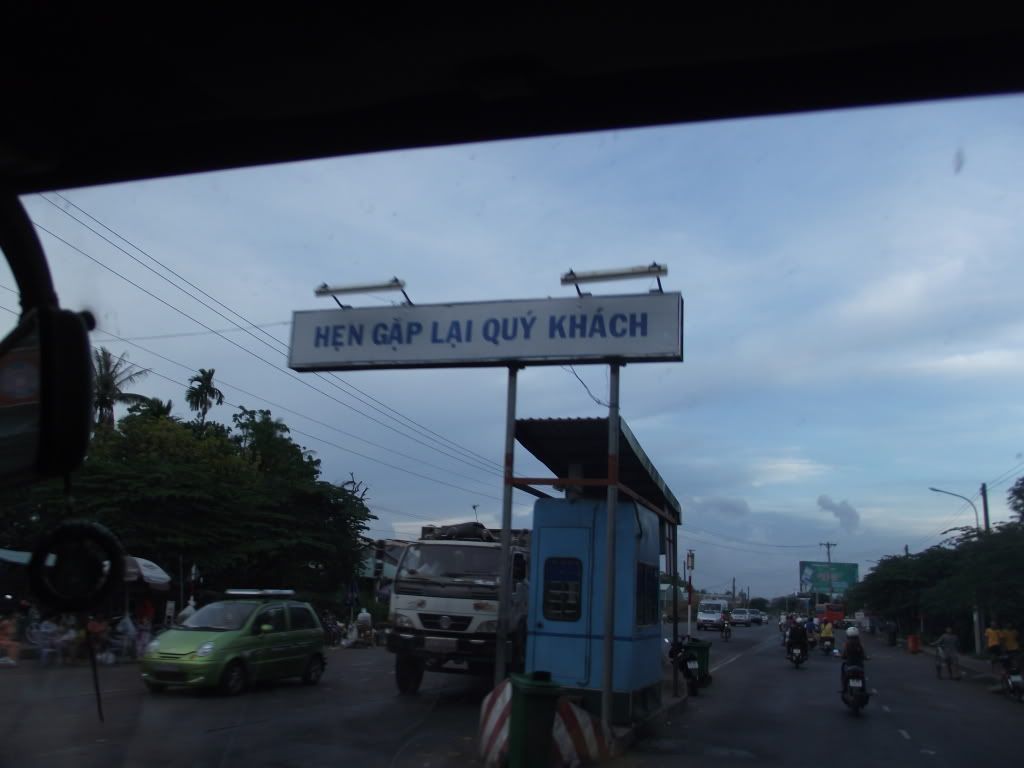 HẸN GẶP LẠI QUÝ KHÁCH